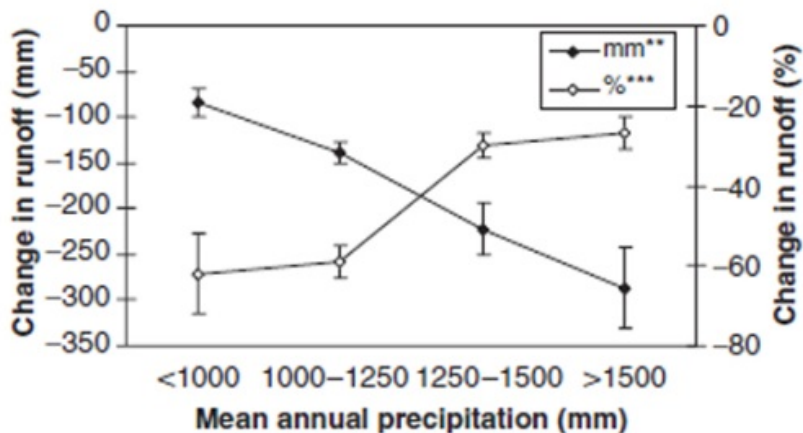 Change in runoff (mm)
0
–50
–100
–150
–200
–250
–300
–350
mm**
%***
0
–20
–40
–60
–80
Change in runoff (%)
<1000 1000–1250 1250–1500 >1500
Mean annual precipitation (mm)